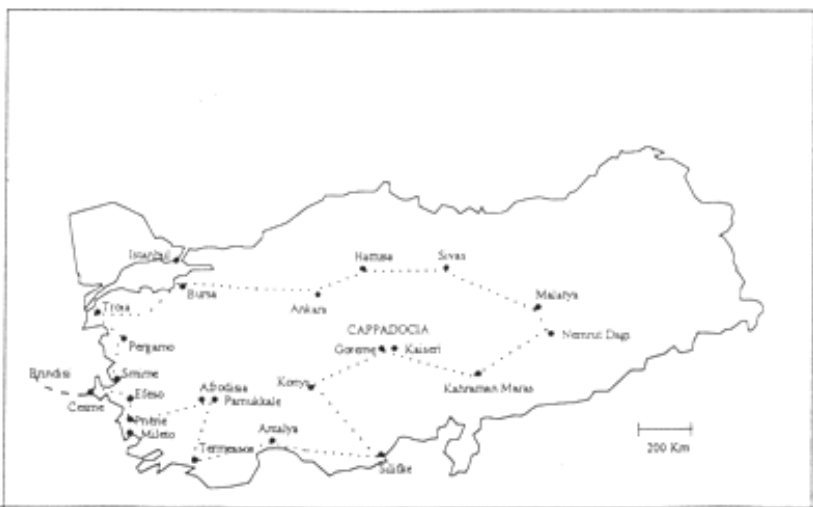 Istanbul
Hattusa
Sivas
Bursa
Ankara
Malatya
Troia
CAPPADOCIA
Nemrut Dagi
Pergamo
Goreme
Kaiseri
Brindisi
Smirne
Konya
Kahraman Maras
Afrodisia
Efeso
Pamukkale
Cesme
Priene
Mileto
Antalya
Termessos
Silifke
200 Km